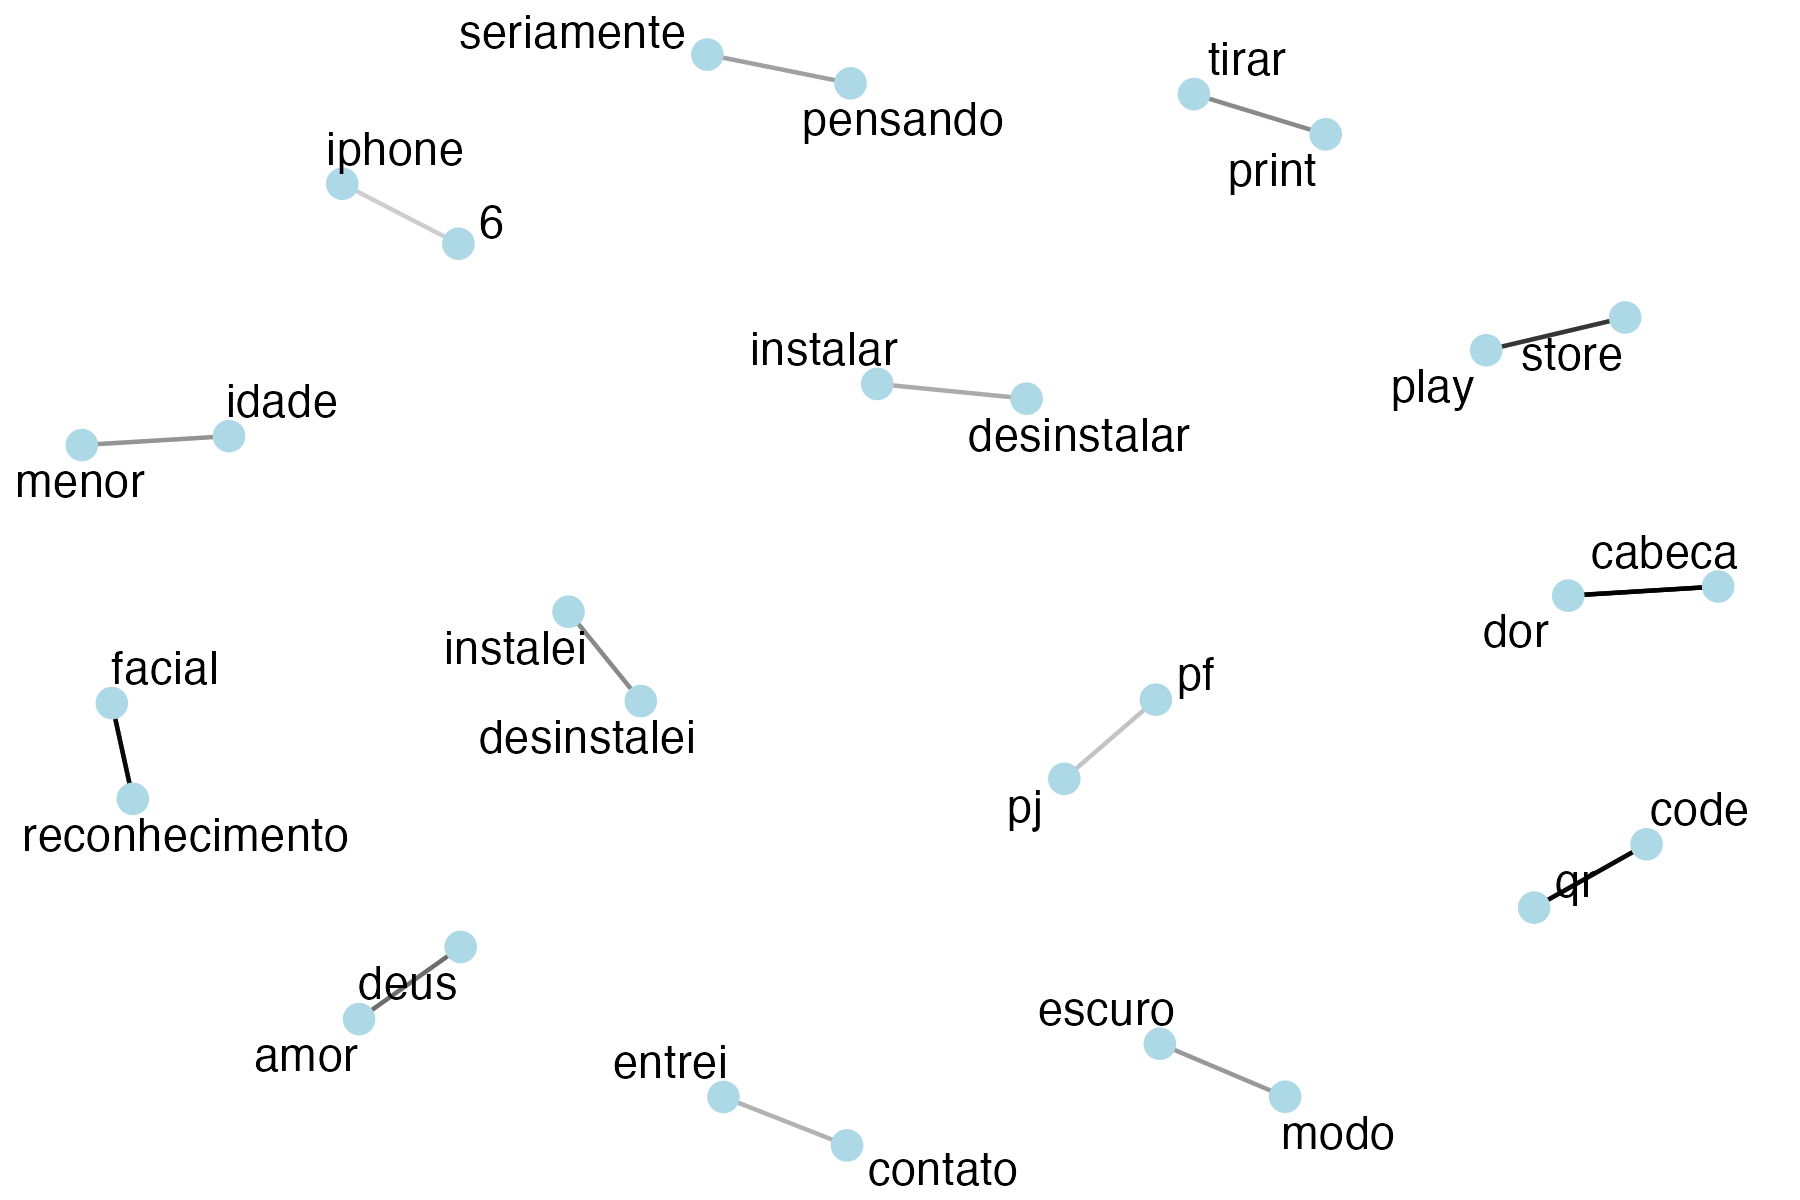 seriamente
pensando
tirar
print
iphone
6
instalar
desinstalar
play
store
idade
menor
cabeca
dor
instalei
desinstalei
facial
reconhecimento
pf
pj
code
qr
deus
amor
escuro
modo
entrei
contato